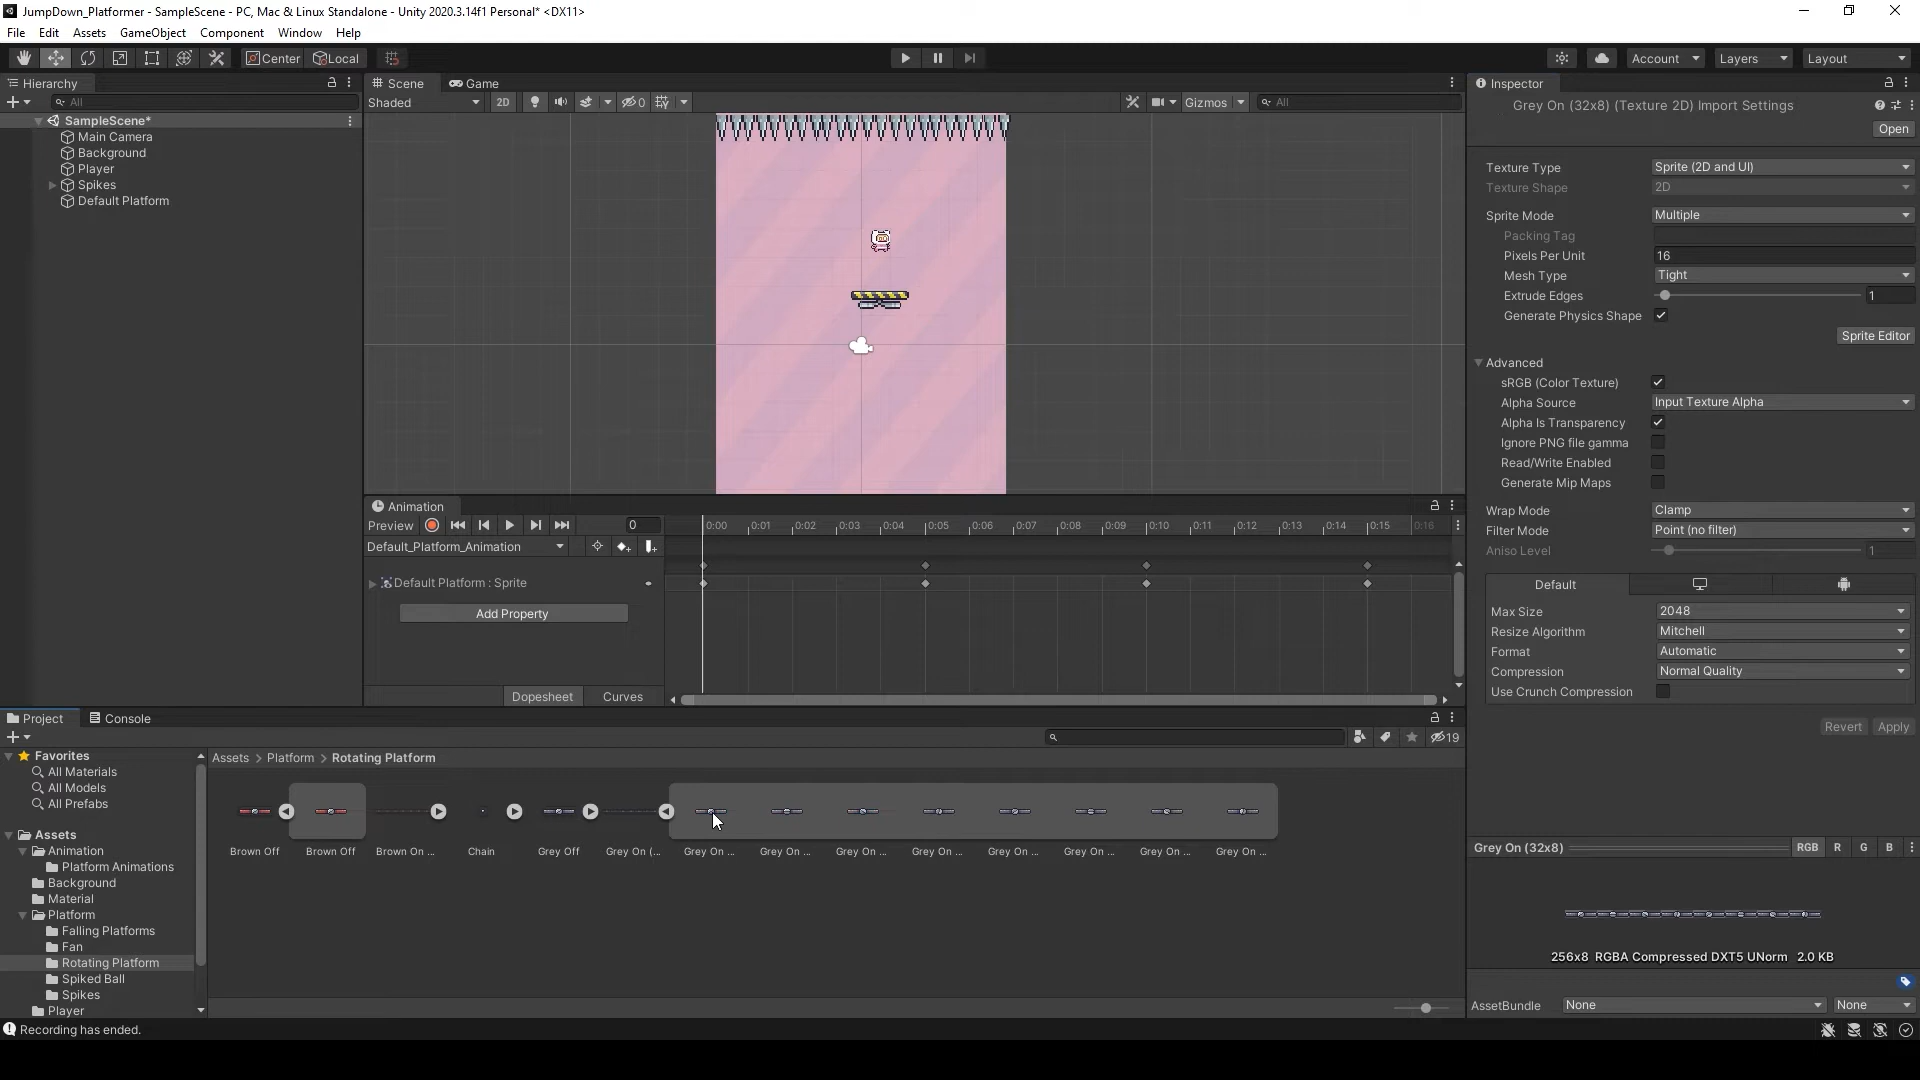 JumpDown_Platformer - SampleScene - PC, Mac & Linux Standalone - Unity 2020.3.14f1 Personal* <DX11>
File Edit Assets GameObject Component Window Help
Center Local Account Layers Layout
Hierarchy
All
SampleScene*
Main Camera
Background
Player
Spikes
Default Platform
Scene Game
Shaded 2D 0 Gizmos All
Animation
Preview 0 0:00 0:01 0:02 0:03 0:04 0:05 0:06 0:07 0:08 0:09 0:10 0:11 0:12 0:13 0:14 0:15 0:16
Default_Platform_Animation
Default Platform : Sprite
Add Property
Dopesheet Curves
Project Console
19
Favorites
All Materials
All Models
All Prefabs
Assets
Animation
Platform Animations
Background
Material
Platform
Falling Platforms
Fan
Rotating Platform
Spiked Ball
Spikes
Player
Assets > Platform > Rotating Platform
Brown Off Brown Off Brown On ... Chain Grey Off Grey On (... Grey On ... Grey On ... Grey On ... Grey On ... Grey On ... Grey On ... Grey On ... Grey On ...
Recording has ended.
Inspector
Grey On (32x8) (Texture 2D) Import Settings
Open
Texture Type Sprite (2D and UI)
Texture Shape 2D
Sprite Mode Multiple
Packing Tag
Pixels Per Unit 16
Mesh Type Tight
Extrude Edges 1
Generate Physics Shape
Sprite Editor
Advanced
sRGB (Color Texture)
Alpha Source Input Texture Alpha
Alpha Is Transparency
Ignore PNG file gamma
Read/Write Enabled
Generate Mip Maps
Wrap Mode Clamp
Filter Mode Point (no filter)
Aniso Level 1
Default
Max Size 2048
Resize Algorithm Mitchell
Format Automatic
Compression Normal Quality
Use Crunch Compression
Revert Apply
Grey On (32x8) RGB R G B
256x8 RGBA Compressed DXT5 UNorm 2.0 KB
AssetBundle None None